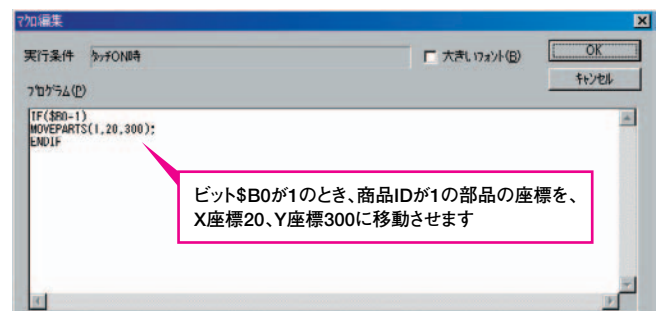 マクロ編集
実行条件 タッチON時
大きいフォント(B)
OK
プログラム(P)
キャンセル
IF($B0=1)
MOVEPARTS(1,20,300);
ENDIF
ビット$B0が1のとき、商品IDが1の部品の座標を、
X座標20、Y座標300に移動させます